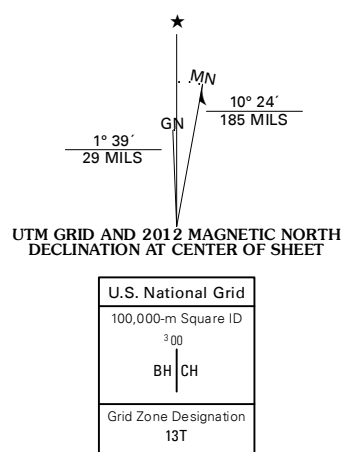 ★
MN
GN
10° 24´
185 MILS
1° 39´
29 MILS
UTM GRID AND 2012 MAGNETIC NORTH
DECLINATION AT CENTER OF SHEET
U.S. National Grid
100,000-m Square ID
³00
BH CH
Grid Zone Designation
13T